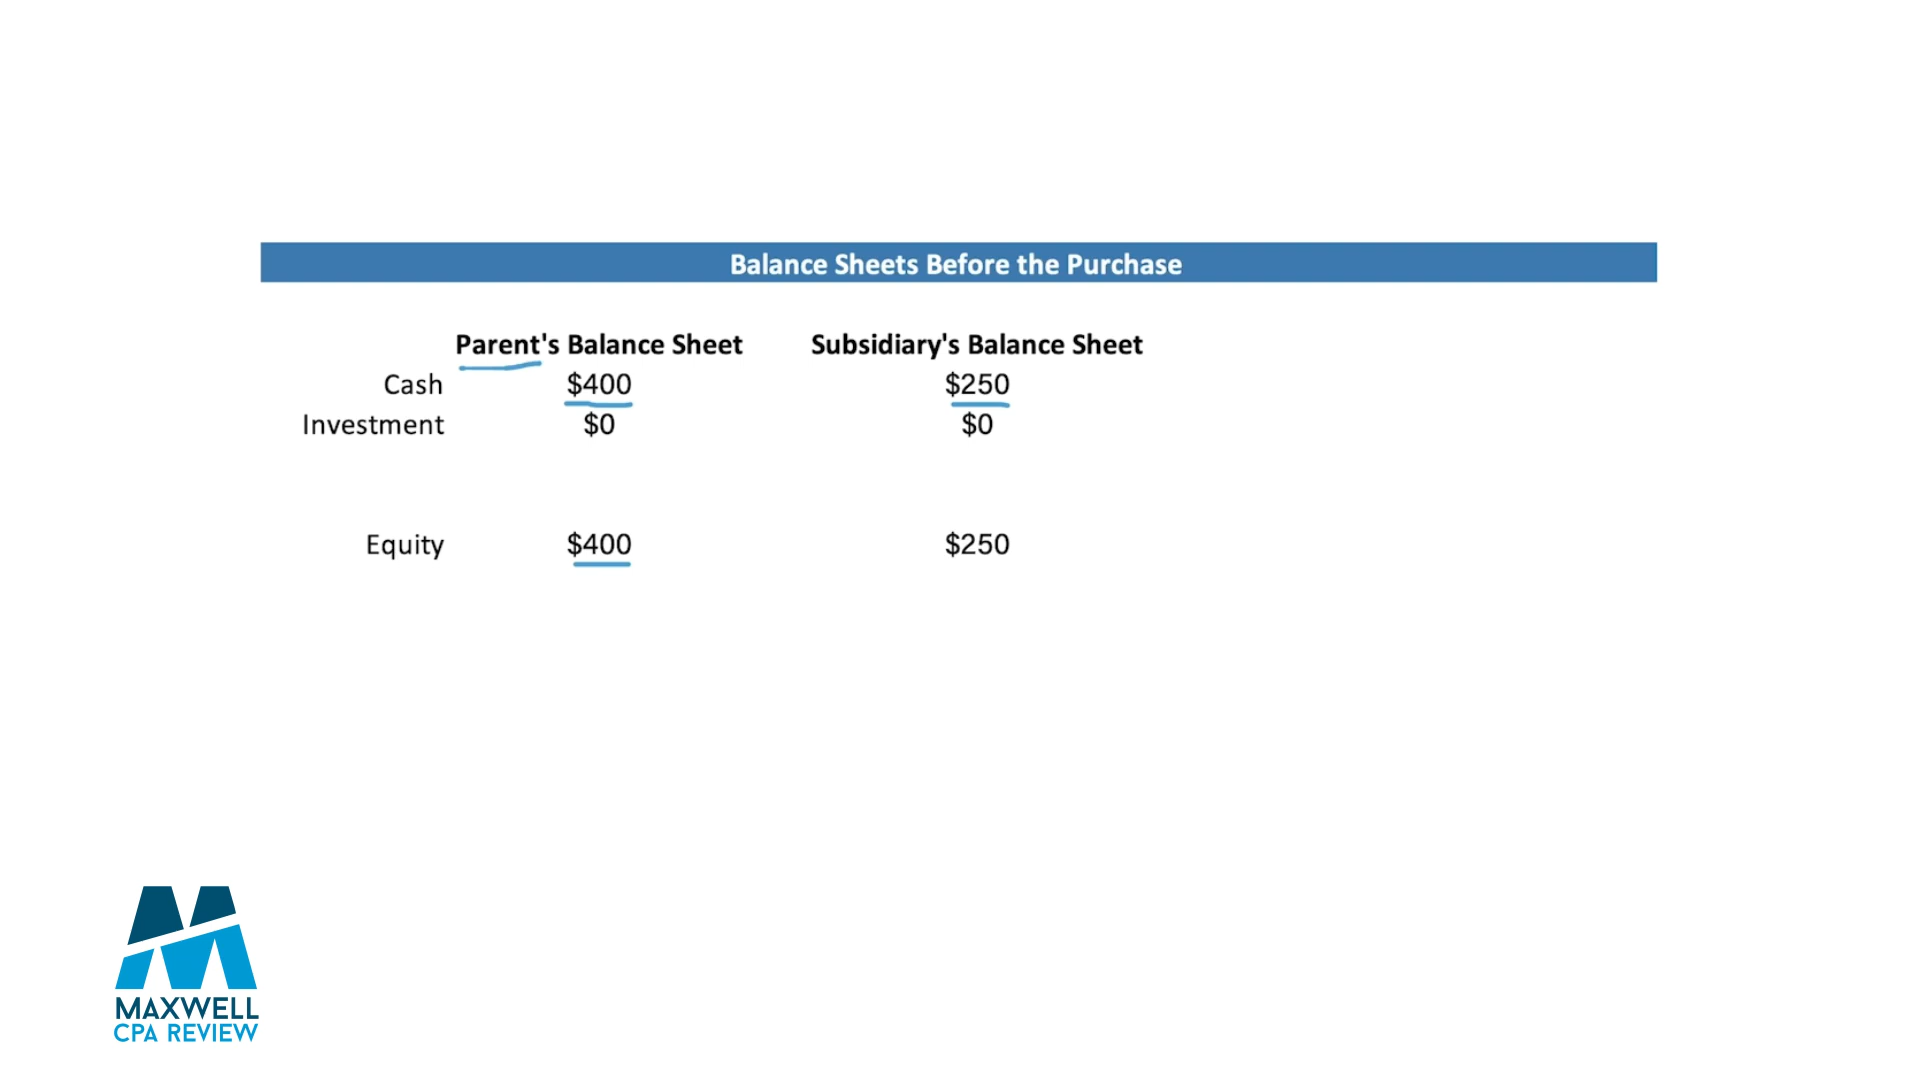 Balance Sheets Before the Purchase
Parent's Balance Sheet Subsidiary's Balance Sheet
Cash $400 $250
Investment $0 $0
Equity $400 $250
MAXWELL
CPA REVIEW